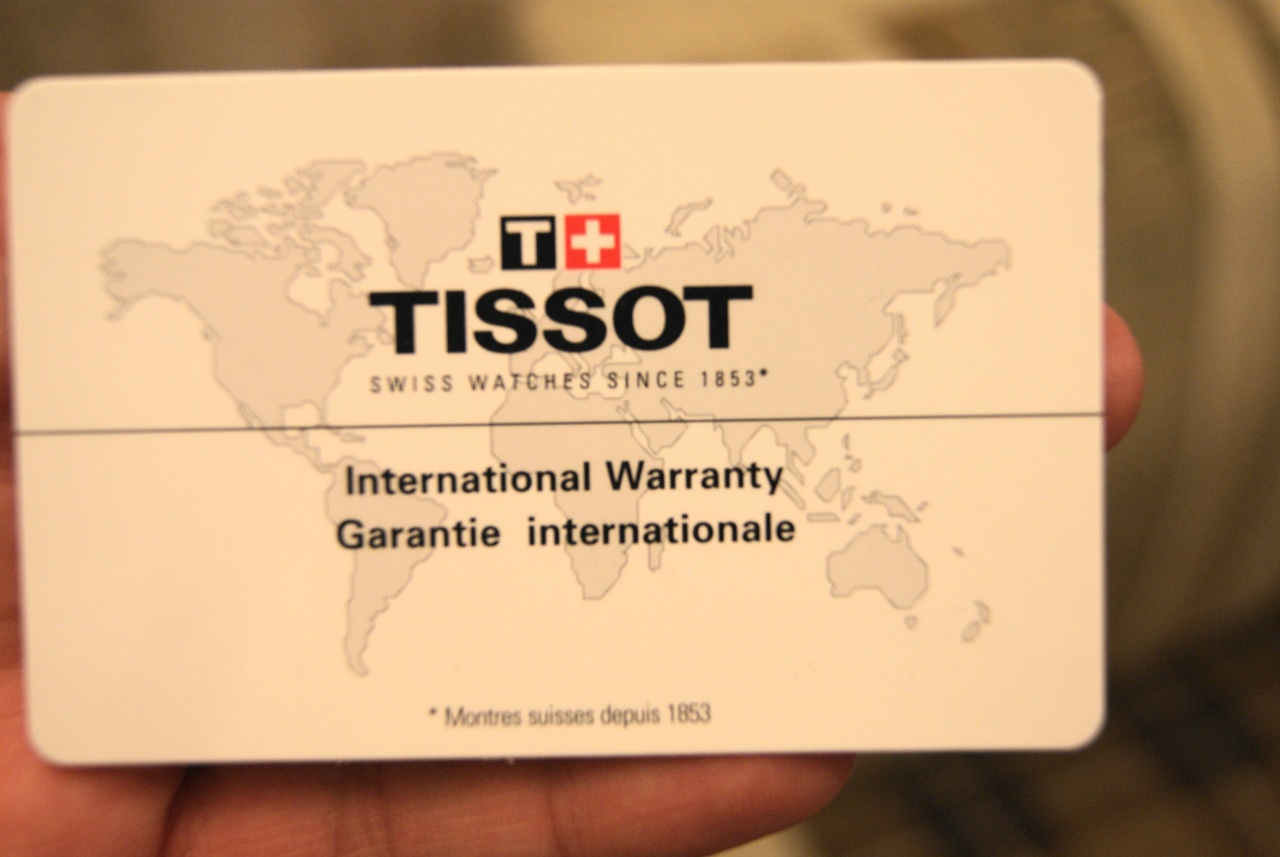 T+
TISSOT
SWISS WATCHES SINCE 1853*
International Warranty
Garantie internationale
* Montres suisses depuis 1853